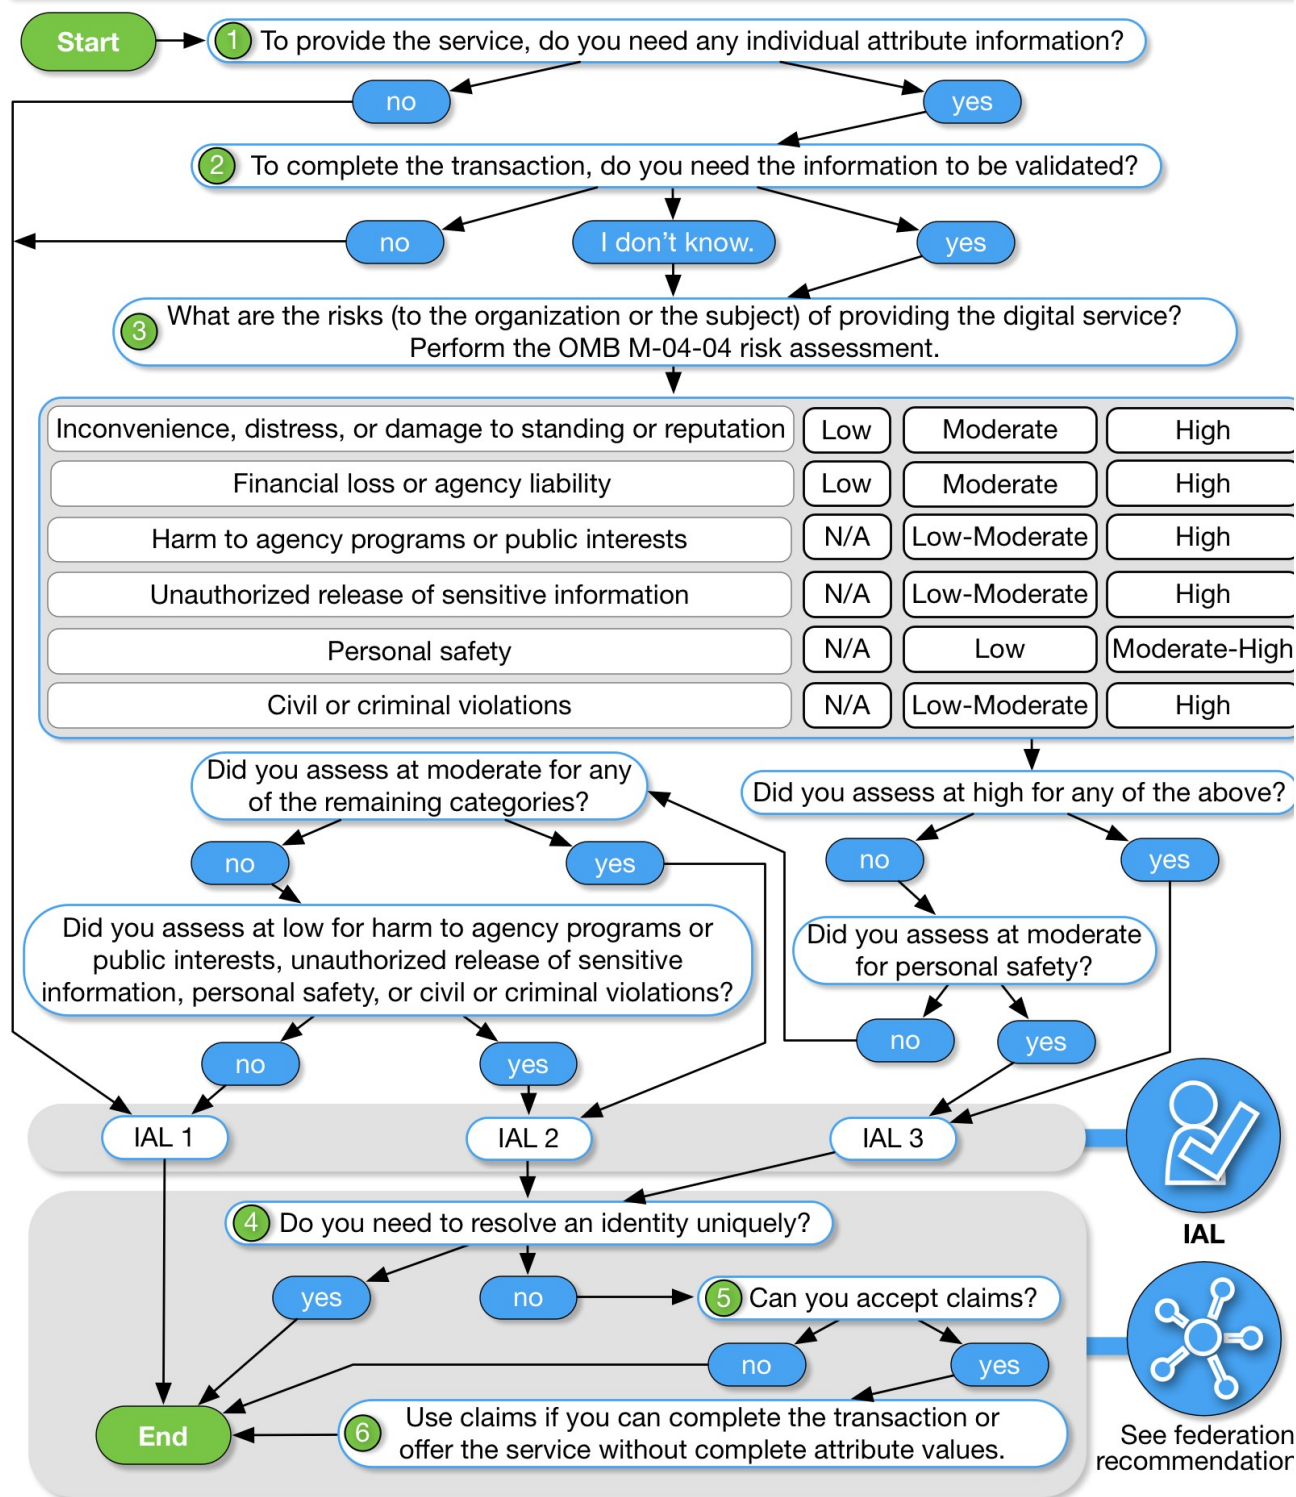 Start
1 To provide the service, do you need any individual attribute information?
no
yes
2 To complete the transaction, do you need the information to be validated?
no
I don't know.
yes
3 What are the risks (to the organization or the subject) of providing the digital service?
Perform the OMB M-04-04 risk assessment.
Inconvenience, distress, or damage to standing or reputation Low Moderate High
Financial loss or agency liability Low Moderate High
Harm to agency programs or public interests N/A Low-Moderate High
Unauthorized release of sensitive information N/A Low-Moderate High
Personal safety N/A Low Moderate-High
Civil or criminal violations N/A Low-Moderate High
Did you assess at high for any of the above?
no
yes
Did you assess at moderate
for personal safety?
no
yes
Did you assess at moderate for any
of the remaining categories?
no
yes
Did you assess at low for harm to agency programs or
public interests, unauthorized release of sensitive
information, personal safety, or civil or criminal violations?
no
yes
IAL 1
IAL 2
IAL 3
IAL
4 Do you need to resolve an identity uniquely?
yes
no
5 Can you accept claims?
no
yes
6 Use claims if you can complete the transaction or
offer the service without complete attribute values.
End
See federation
recommendation